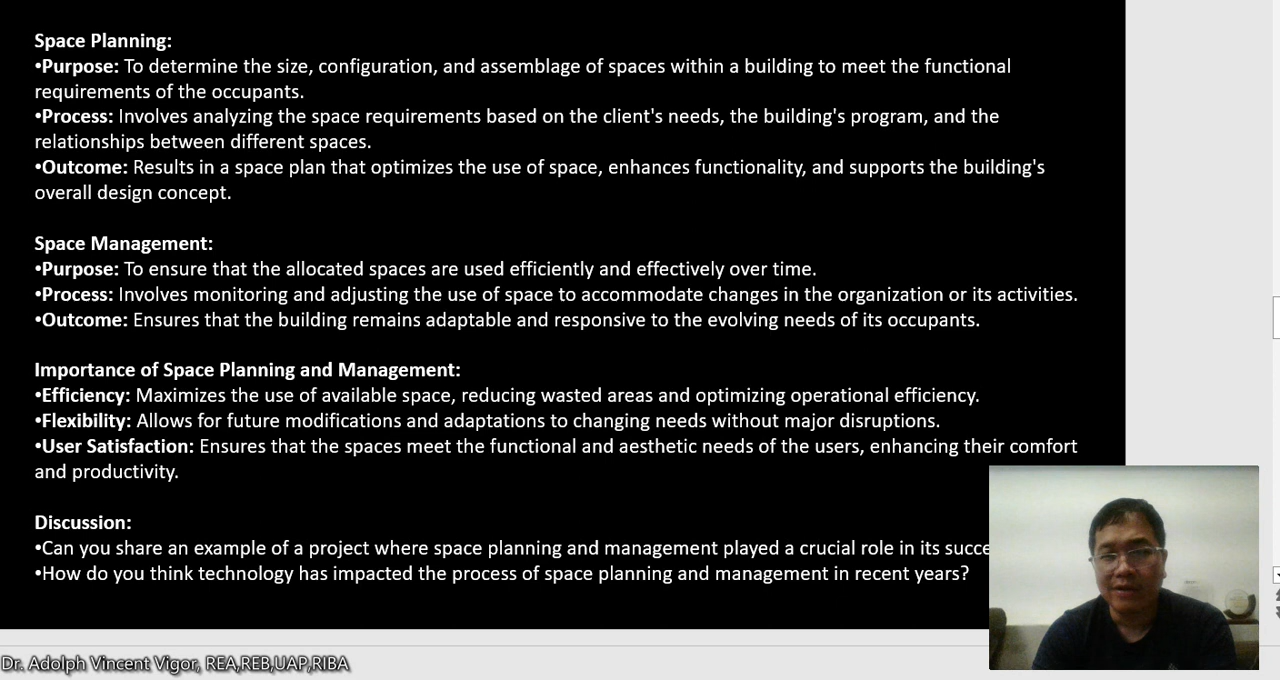 Space Planning:
•Purpose: To determine the size, configuration, and assemblage of spaces within a building to meet the functional
requirements of the occupants.
•Process: Involves analyzing the space requirements based on the client's needs, the building's program, and the
relationships between different spaces.
•Outcome: Results in a space plan that optimizes the use of space, enhances functionality, and supports the building's
overall design concept.
Space Management:
•Purpose: To ensure that the allocated spaces are used efficiently and effectively over time.
•Process: Involves monitoring and adjusting the use of space to accommodate changes in the organization or its activities.
•Outcome: Ensures that the building remains adaptable and responsive to the evolving needs of its occupants.
Importance of Space Planning and Management:
•Efficiency: Maximizes the use of available space, reducing wasted areas and optimizing operational efficiency.
•Flexibility: Allows for future modifications and adaptations to changing needs without major disruptions.
•User Satisfaction: Ensures that the spaces meet the functional and aesthetic needs of the users, enhancing their comfort
and productivity.
Discussion:
•Can you share an example of a project where space planning and management played a crucial role in its succe
•How do you think technology has impacted the process of space planning and management in recent years?
Dr. Adolph Vincent Vigor, REA,REB,UAP,RIBA